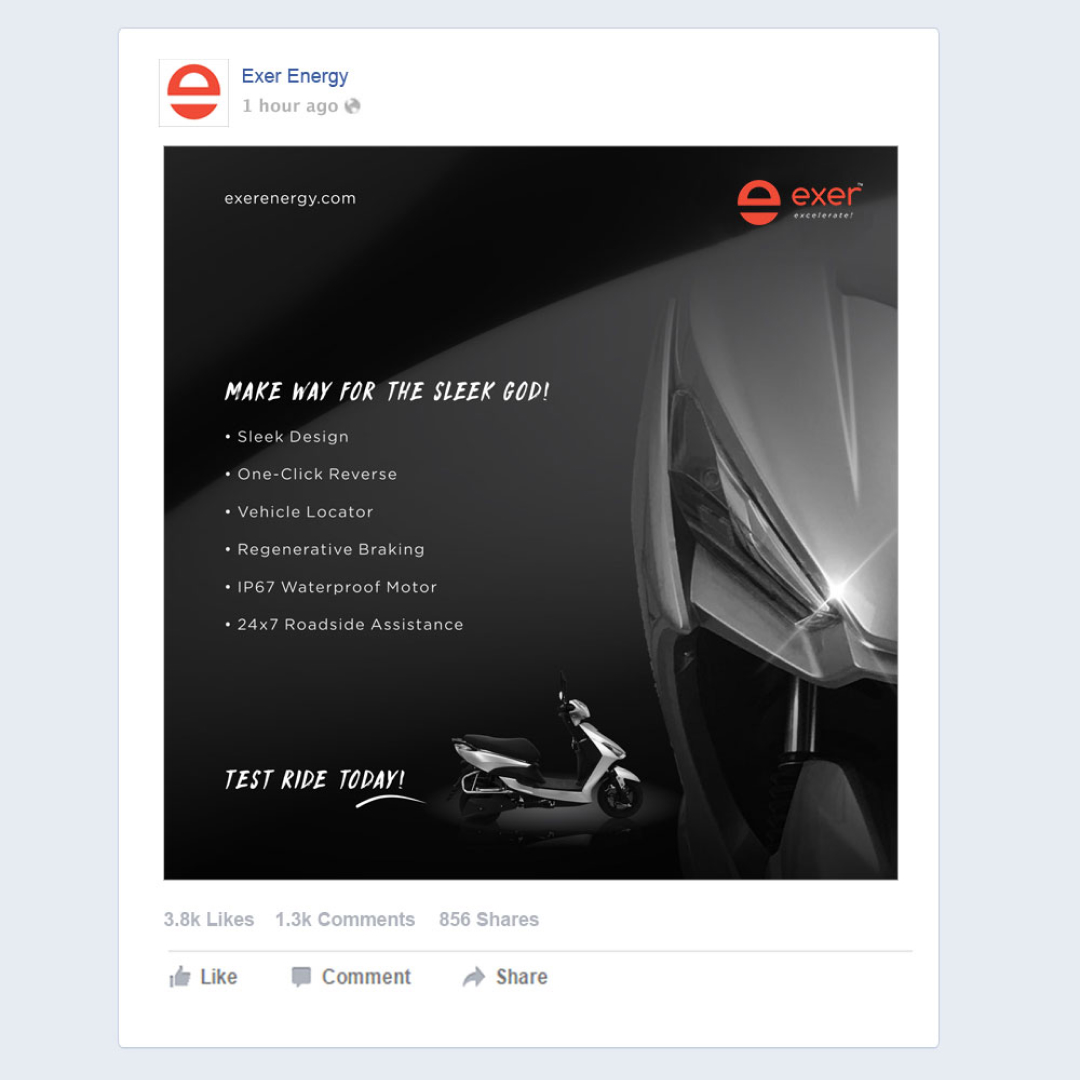 Exer Energy
1 hour ago
exerenergy.com
exer™
excelerate!
MAKE WAY FOR THE SLEEK GOD!
• Sleek Design
• One-Click Reverse
• Vehicle Locator
• Regenerative Braking
• IP67 Waterproof Motor
• 24x7 Roadside Assistance
TEST RIDE TODAY!
3.8k Likes 1.3k Comments 856 Shares
Like Comment Share